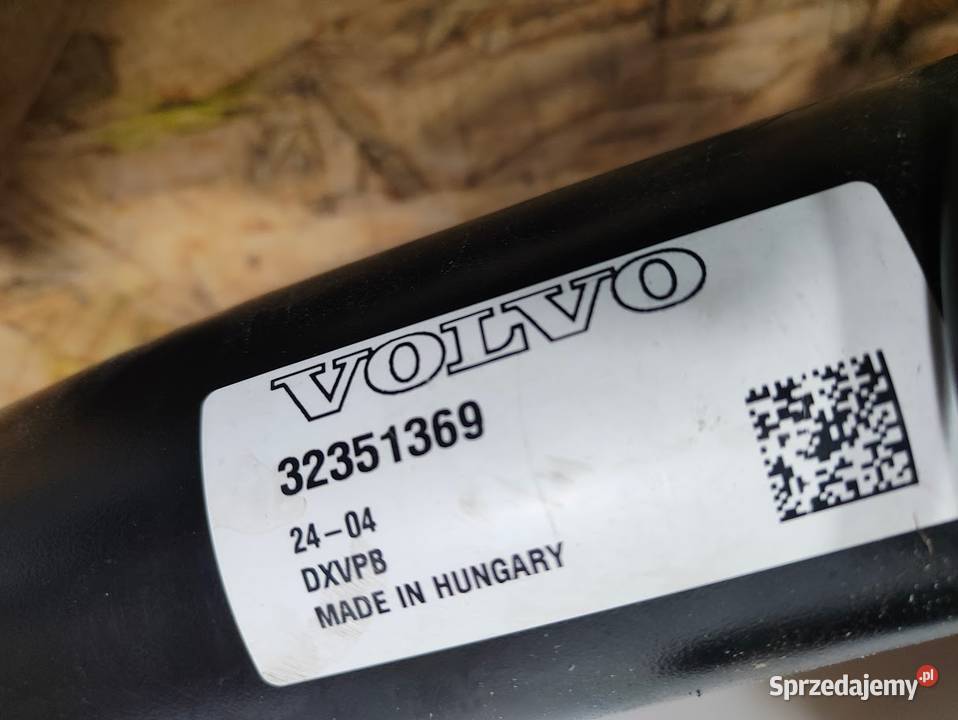 VOLVO
32351369
24-04
DXVPB
MADE IN HUNGARY
Sprzedajemy.pl